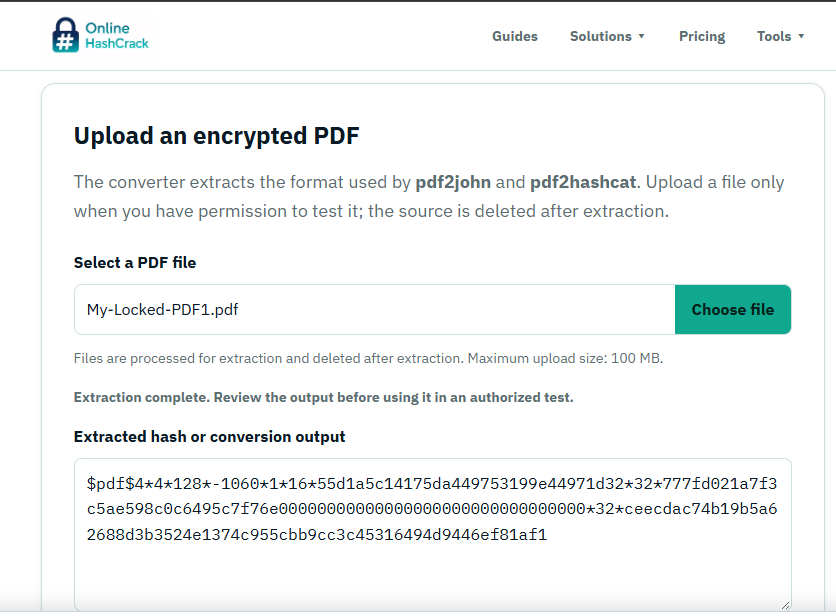 Online
HashCrack
Guides
Solutions ▼
Pricing
Tools ▼
Upload an encrypted PDF
The converter extracts the format used by pdf2john and pdf2hashcat. Upload a file only
when you have permission to test it; the source is deleted after extraction.
Select a PDF file
My-Locked-PDF1.pdf
Choose file
Files are processed for extraction and deleted after extraction. Maximum upload size: 100 MB.
Extraction complete. Review the output before using it in an authorized test.
Extracted hash or conversion output
$pdf$4*4*128*-1060*1*16*55d1a5c14175da449753199e44971d32*32*777fd021a7f3
c5ae598c0c6495c7f76e00000000000000000000000000000000*32*ceecdac74b19b5a6
2688d3b3524e1374c955cbb9cc3c45316494d9446ef81af1